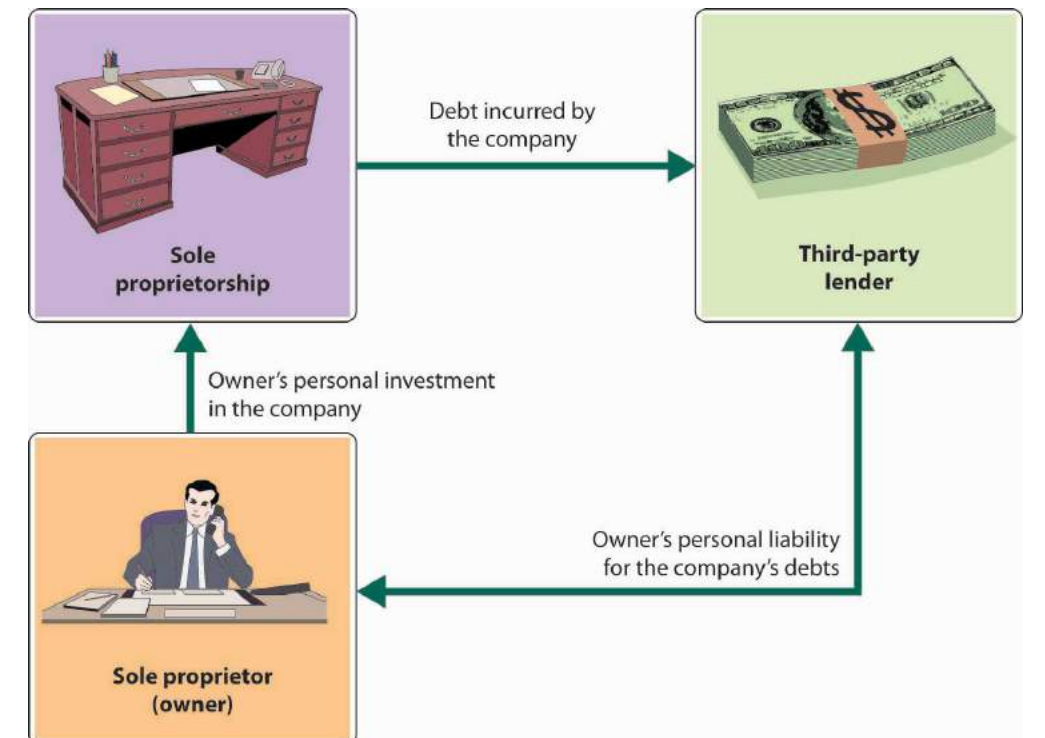 Debt incurred by
the company
Sole
proprietorship
Third-party
lender
Owner's personal investment
in the company
Owner's personal liability
for the company's debts
Sole proprietor
(owner)